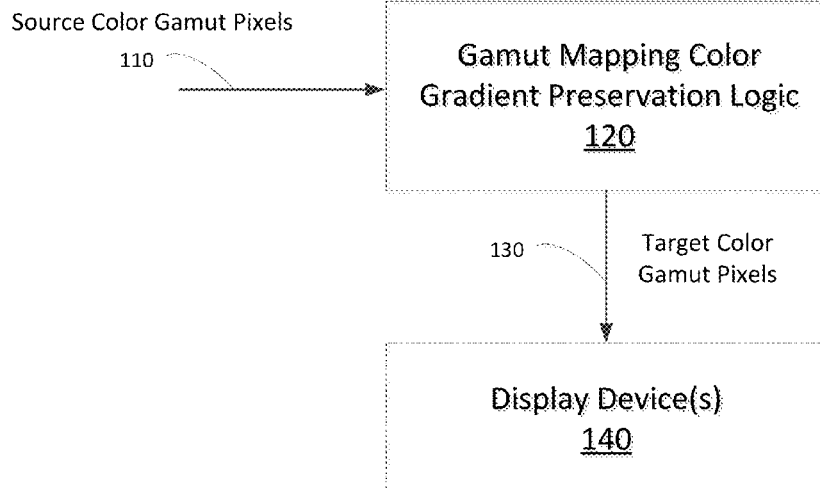 Source Color Gamut Pixels
110
Gamut Mapping Color
Gradient Preservation Logic
120
130
Target Color
Gamut Pixels
Display Device(s)
140